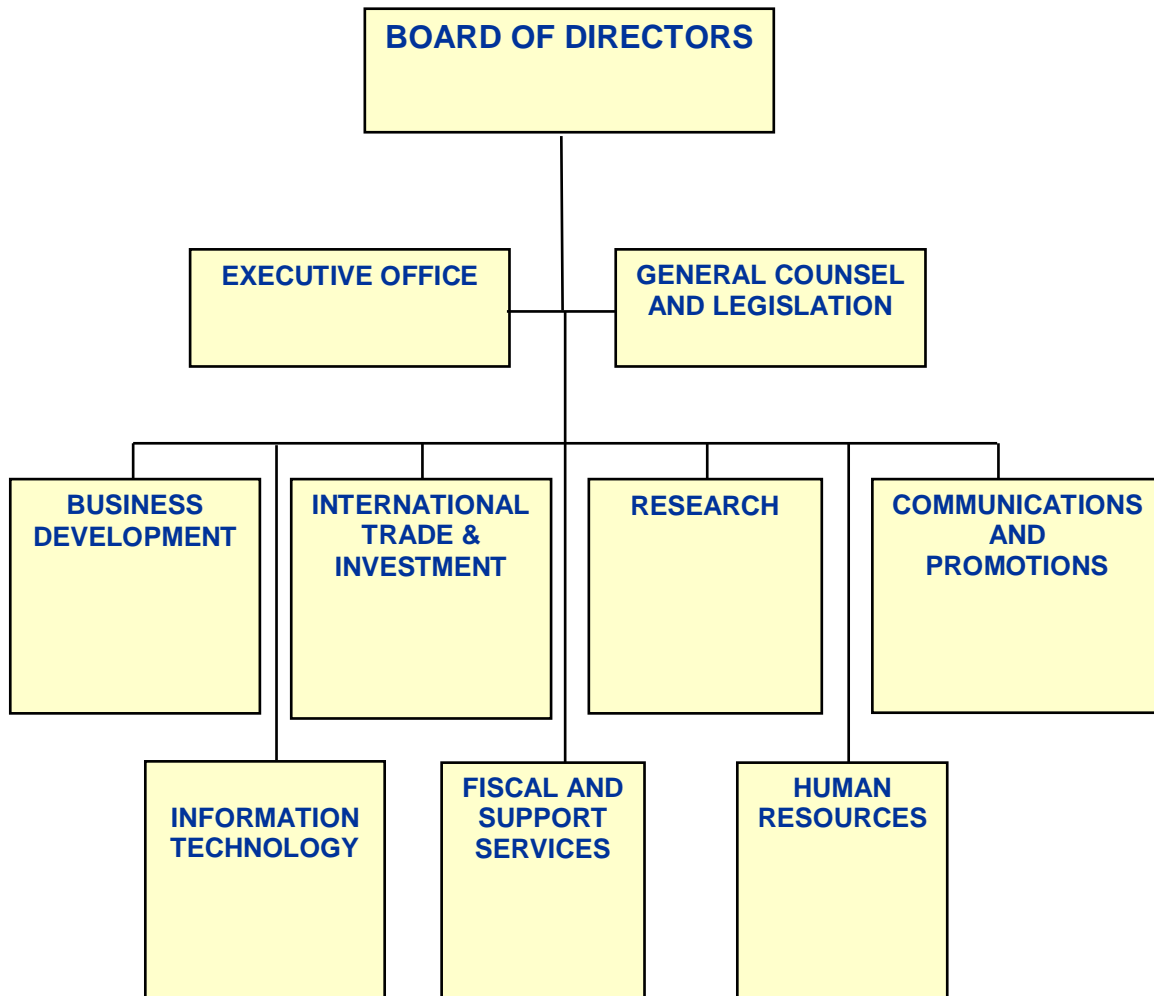 BOARD OF DIRECTORS
EXECUTIVE OFFICE
GENERAL COUNSEL
AND LEGISLATION
BUSINESS
DEVELOPMENT
INTERNATIONAL
TRADE &
INVESTMENT
RESEARCH
COMMUNICATIONS
AND
PROMOTIONS
INFORMATION
TECHNOLOGY
FISCAL AND
SUPPORT
SERVICES
HUMAN
RESOURCES